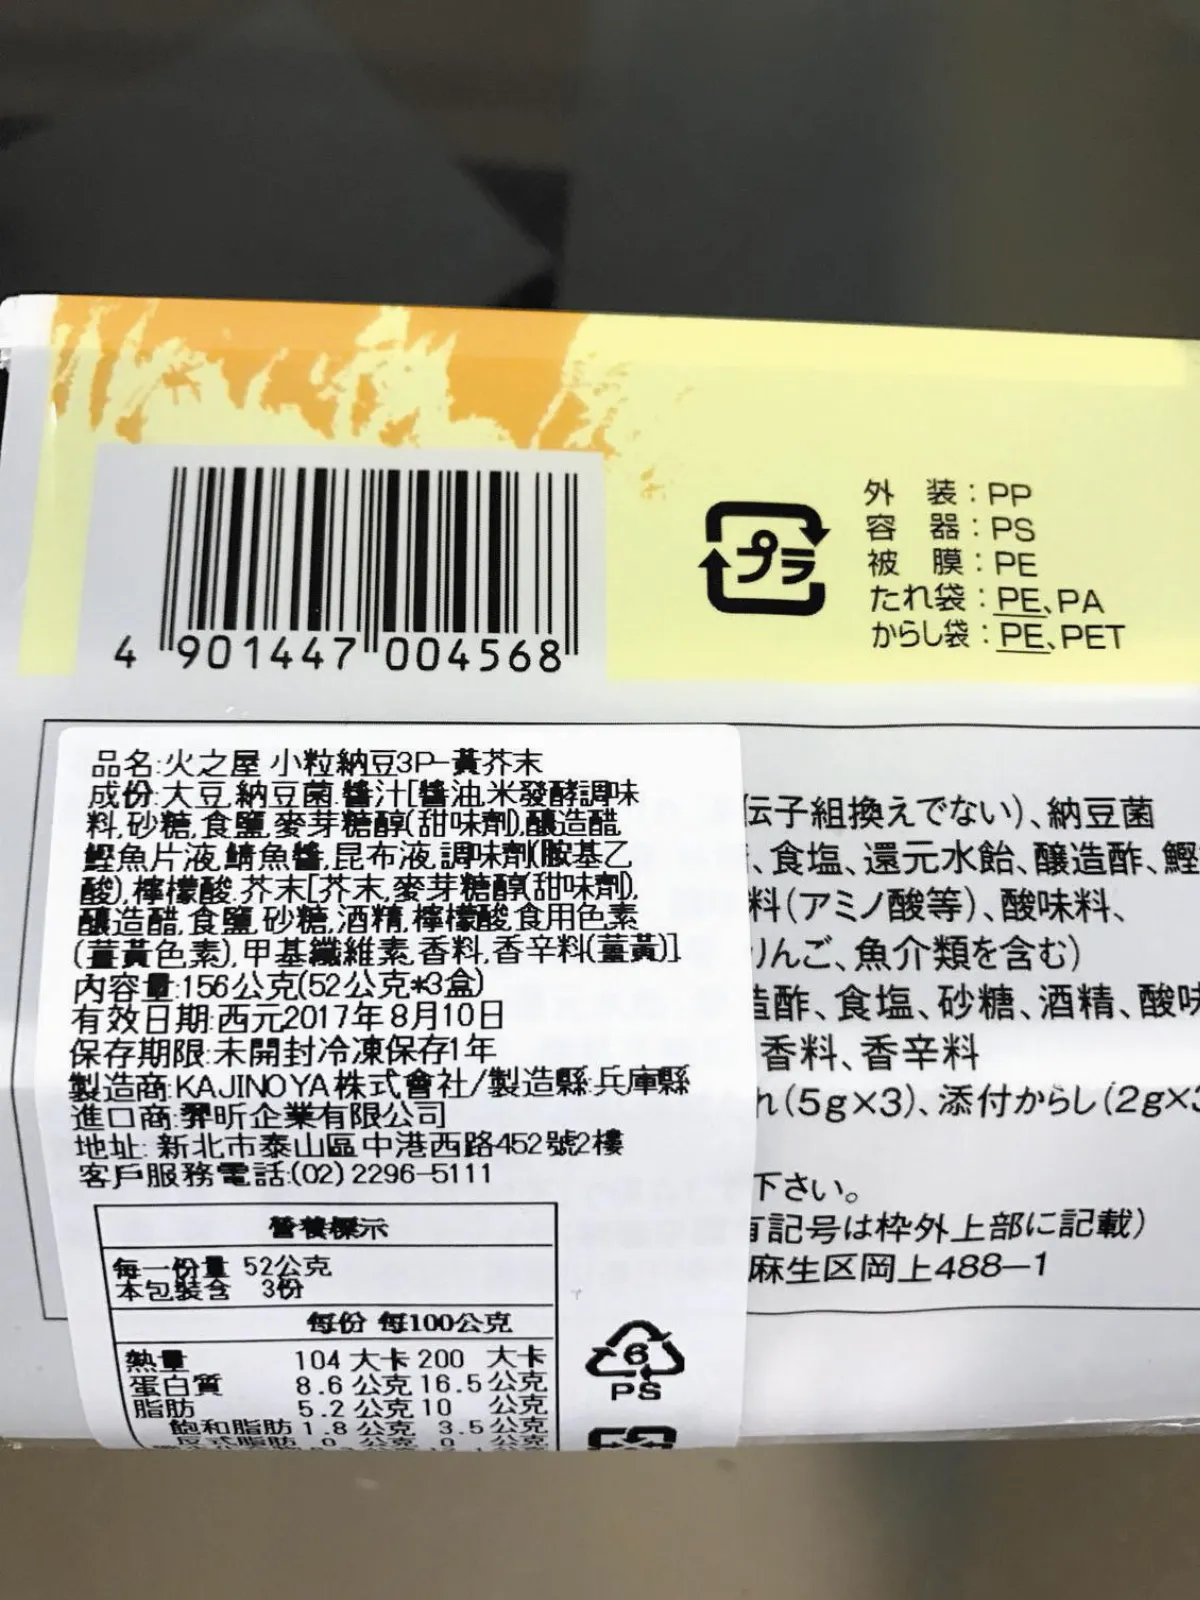 外 装：PP
容 器：PS
被 膜：PE
たれ袋：PE、PA
からし袋：PE、PET
プラ
4 901447 004568
品名:火之屋 小粒納豆3P-黃芥末
成份:大豆,納豆菌.醬汁[醬油,米發酵調味
料,砂糖,食鹽,麥芽糖醇(甜味劑),釀造醋,
鰹魚片液,鯖魚醬,昆布液,調味劑(胺基乙
酸),檸檬酸.芥末[芥末,麥芽糖醇(甜味劑),
釀造醋,食鹽,砂糖,酒精,檸檬酸,食用色素
(薑黃色素),甲基纖維素,香料,香辛料(薑黃)]
內容量:156公克(52公克*3盒)
有效日期:西元2017年8月10日
保存期限:未開封冷凍保存1年
製造商:KAJINOYA株式會社/製造縣:兵庫縣
進口商:羿昕企業有限公司
地址:新北市泰山區中港西路452號2樓
客戶服務電話:(02)2296-5111
營養標示
每一份量 52公克
本包裝含 3份
每份 每100公克
熱量 104 大卡 200 大卡
蛋白質 8.6 公克 16.5 公克
脂肪 5.2 公克 10 公克
飽和脂肪 1.8 公克 3.5 公克
反式脂肪 0 公克 0 公克
6
PS
伝子組換えでない)、納豆菌
、食塩、還元水飴、醸造酢、鰹
料(アミノ酸等)、酸味料、
りんご、魚介類を含む)
造酢、食塩、砂糖、酒精、酸味
香料、香辛料
れ(5g×3)、添付からし(2g×3
下さい。
有記号は枠外上部に記載)
麻生区岡上488―1